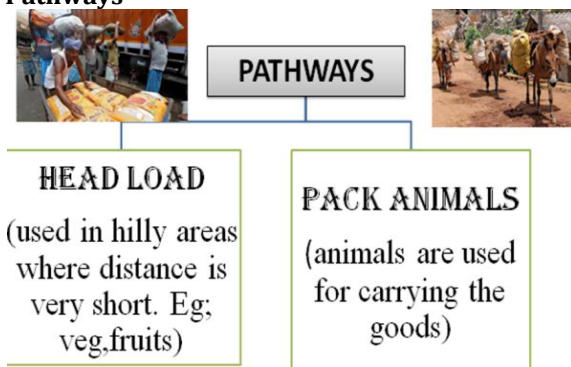 Pathways
PATHWAYS
HEAD LOAD
(used in hilly areas
where distance is
very short. Eg;
veg,fruits)
PACK ANIMALS
(animals are used
for carrying the
goods)